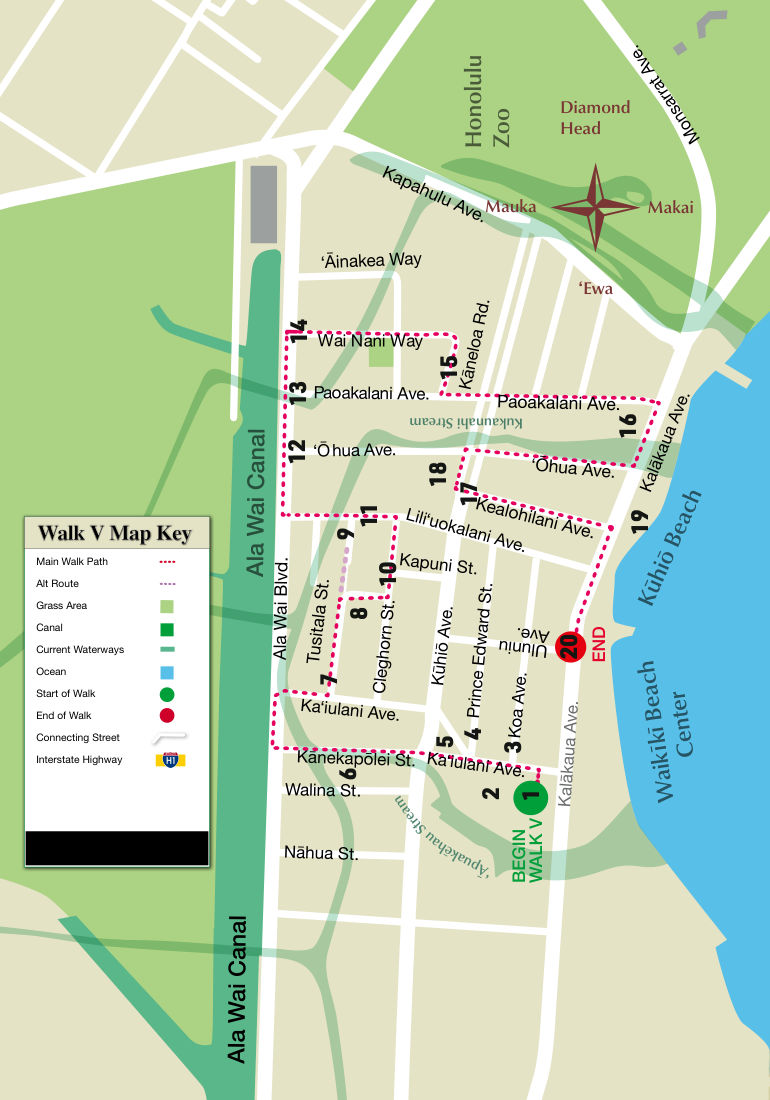 Honolulu
Zoo
Monsarrat Ave.
Diamond
Head
Mauka
Makai
ʻEwa
Kapahulu Ave.
ʻĀinakea Way
14
Wai Nani Way
Kāneloa Rd.
15
13
Paoakalani Ave.
Paoakalani Ave.
16
Kalākaua Ave.
Kukaunahi Stream
12
ʻŌhua Ave.
ʻŌhua Ave.
18
17
Kealohilani Ave.
19
Kūhiō Beach
Ala Wai Canal
11
9
Liliʻuokalani Ave.
10
Kapuni St.
8
Ala Wai Blvd.
Tusitala St.
Cleghorn St.
Kūhiō Ave.
Prince Edward St.
Uluniu
Ave.
20
END
7
Kaʻiulani Ave.
Koa Ave.
Kalākaua Ave.
Waikīkī Beach
Center
5
4
3
Kānekapōlei St.
Kaʻiulani Ave.
6
Walina St.
2
1
BEGIN
WALK V
ʻĀpuakēhau Stream
Nāhua St.
Ala Wai Canal
Walk V Map Key
Main Walk Path
Alt Route
Grass Area
Canal
Current Waterways
Ocean
Start of Walk
End of Walk
Connecting Street
Interstate Highway
H1